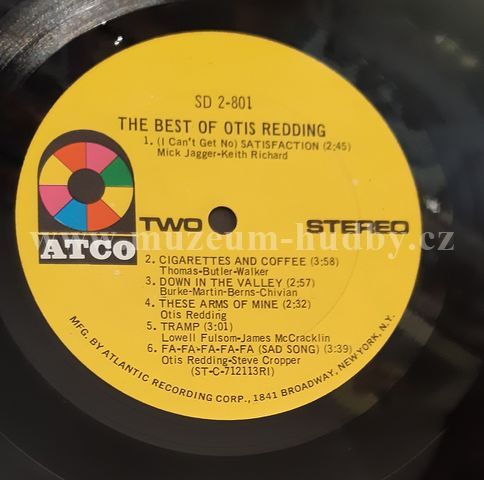 SD 2-801
THE BEST OF OTIS REDDING
1. (I Can't Get No) SATISFACTION (2:45)
Mick Jagger-Keith Richard
TWO
STEREO
ATCO
www.muzeum-hudby.cz
2. CIGARETTES AND COFFEE (3:58)
Thomas-Butler-Walker
3. DOWN IN THE VALLEY (2:57)
Burke-Martin-Berns-Chivian
4. THESE ARMS OF MINE (2:32)
Otis Redding
5. TRAMP (3:01)
Lowell Fulsom-James McCracklin
6. FA-FA-FA-FA-FA (SAD SONG) (3:39)
Otis Redding-Steve Cropper
(ST-C-712113RI)
MFG. BY ATLANTIC RECORDING CORP., 1841 BROADWAY, NEW YORK, N.Y.